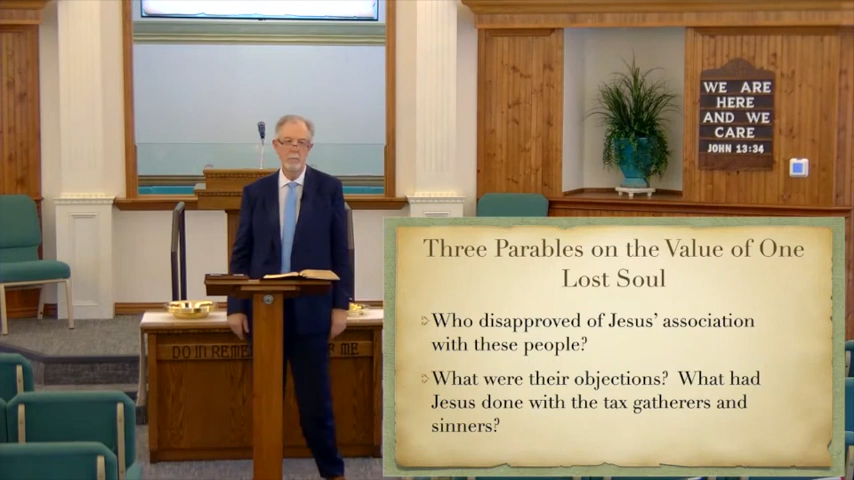 WE ARE
HERE
AND WE
CARE
JOHN 13:34
DO IN REME
ME
Three Parables on the Value of One
Lost Soul
Who disapproved of Jesus' association
with these people?
What were their objections? What had
Jesus done with the tax gatherers and
sinners?